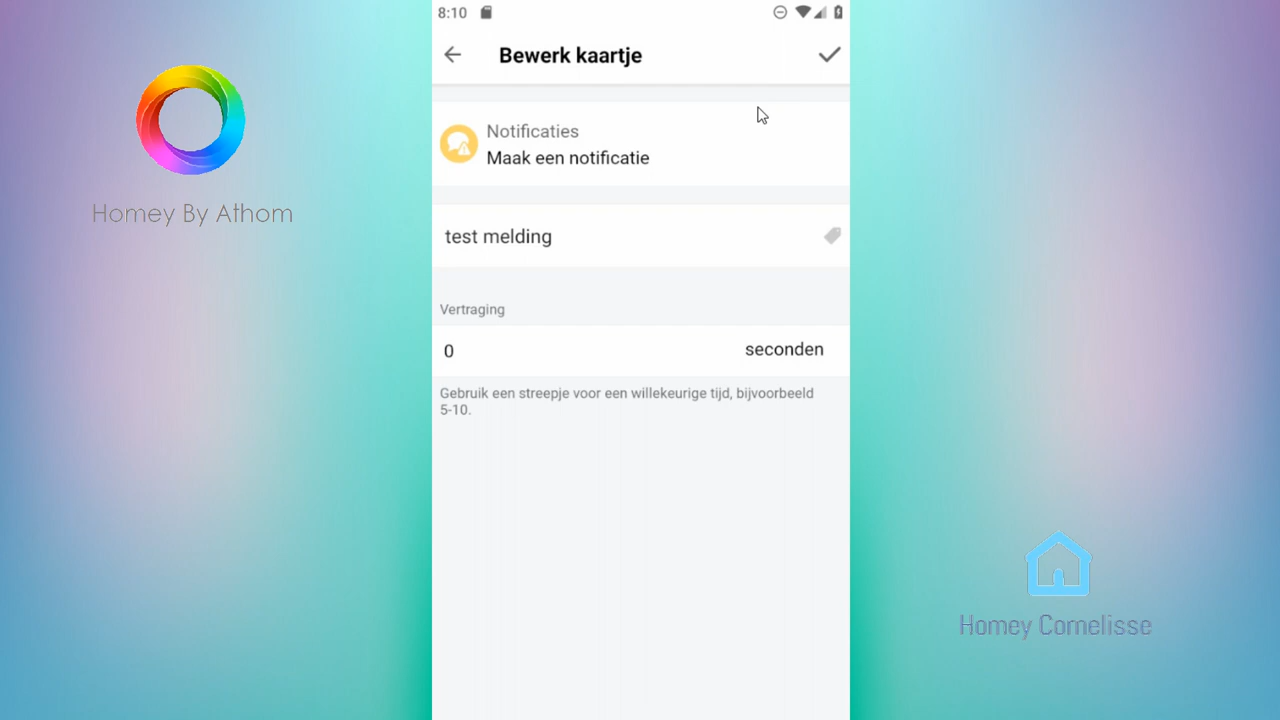 8:10
Bewerk kaartje
Notificaties
Maak een notificatie
test melding
Vertraging
0 seconden
Gebruik een streepje voor een willekeurige tijd, bijvoorbeeld
5-10.
Homey By Athom
Homey Cornelisse